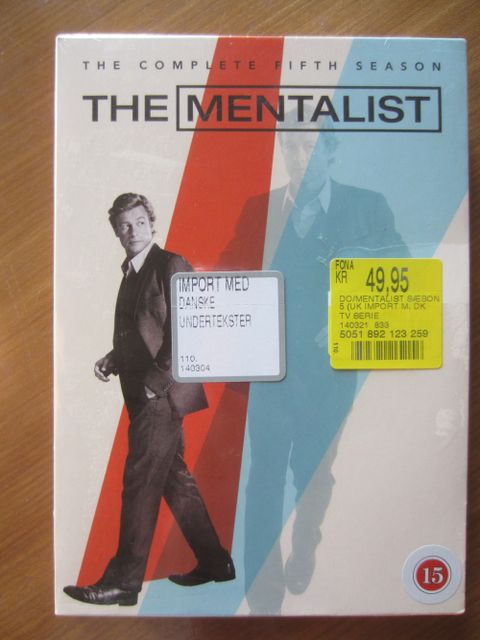 THE COMPLETE FIFTH SEASON
THE MENTALIST
IMPORT MED
DANSKE
UNDERTEKSTER
110.
140304
FONA
KR 49,95
DO/MENTALIST SÆSON
5 (UK IMPORT M. DK
TV SERIE
140321 833
5051 892 123 259
110
15